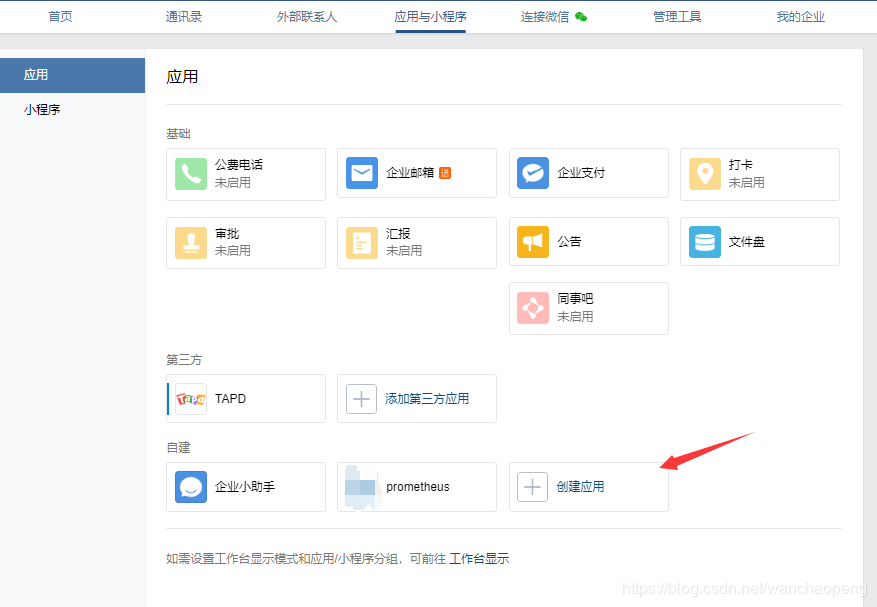 首页 通讯录 外部联系人 应用与小程序 连接微信 管理工具 我的企业
应用
小程序
应用
基础
公费电话
未启用
企业邮箱 送
企业支付
打卡
未启用
审批
未启用
汇报
未启用
公告
文件盘
同事吧
未启用
第三方
Tapd
TAPD
添加第三方应用
自建
企业小助手
prometheus
创建应用
如需设置工作台显示模式和应用/小程序分组，可前往 工作台显示
https://blog.csdn.net/wanchaopeng